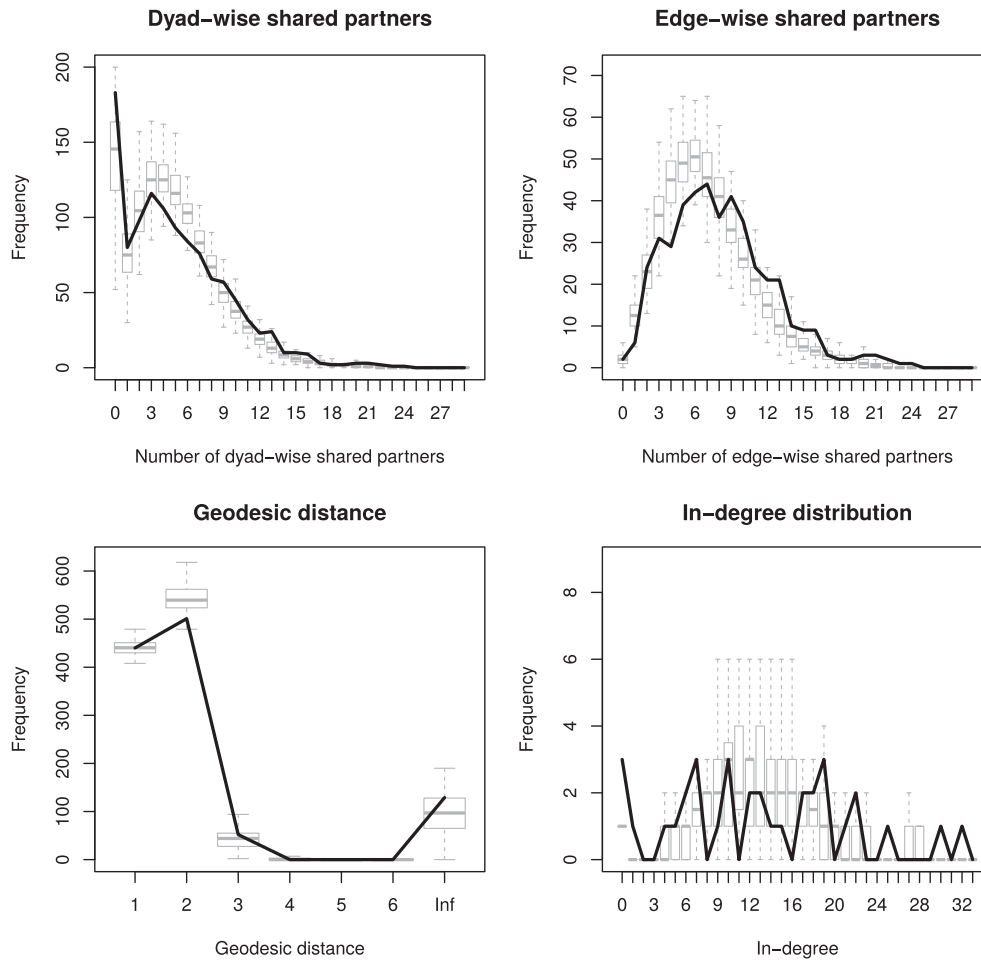 Dyad−wise shared partners
Frequency
0 50 100 150 200
0 3 6 9 12 15 18 21 24 27
Number of dyad−wise shared partners
Edge−wise shared partners
Frequency
0 10 20 30 40 50 60 70
0 3 6 9 12 15 18 21 24 27
Number of edge−wise shared partners
Geodesic distance
Frequency
0 100 200 300 400 500 600
1 2 3 4 5 6 Inf
Geodesic distance
In−degree distribution
Frequency
0 2 4 6 8
0 3 6 9 12 16 20 24 28 32
In−degree